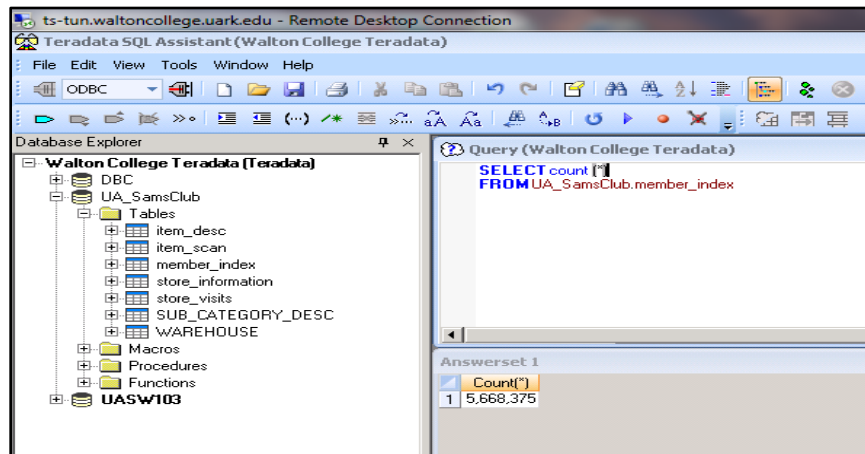 ts-tun.waltoncollege.uark.edu - Remote Desktop Connection
Teradata SQL Assistant (Walton College Teradata)
File Edit View Tools Window Help
ODBC
Database Explorer
Walton College Teradata (Teradata)
DBC
UA_SamsClub
Tables
item_desc
item_scan
member_index
store_information
store_visits
SUB_CATEGORY_DESC
WAREHOUSE
Macros
Procedures
Functions
UASW103
Query (Walton College Teradata)
SELECT count (*)
FROM UA_SamsClub.member_index
Answerset 1
Count(*)
1 5,668,375